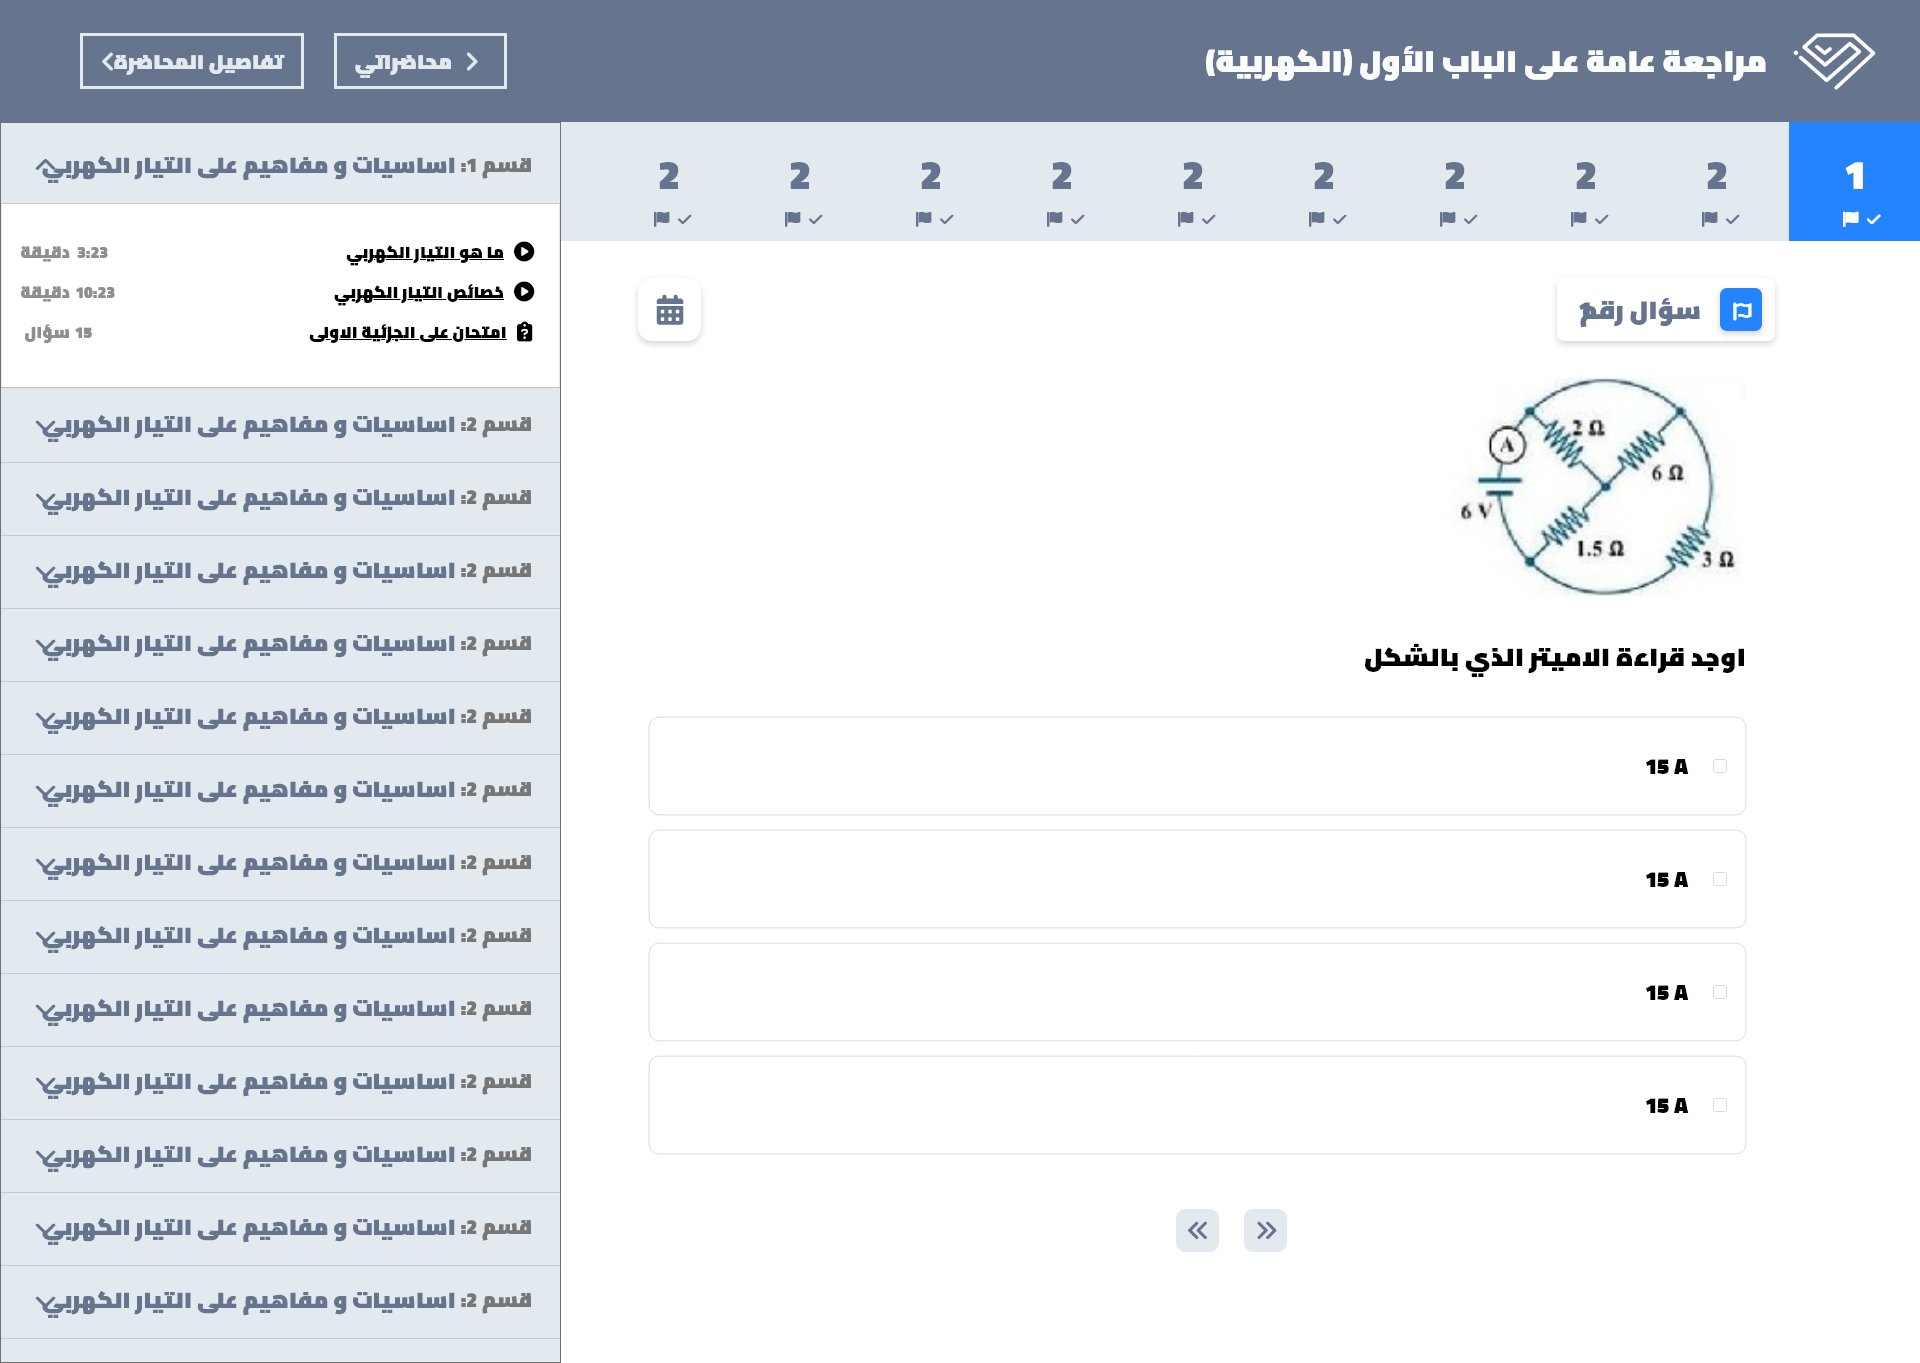 مراجعة عامة على الباب الأول (الكهربية)
محاضراتي
تفاصيل المحاضرة
1
2
2
2
2
2
2
2
2
2
سؤال رقم1
2 Ω
A
6 Ω
6 V
1.5 Ω
3 Ω
اوجد قراءة الاميتر الذي بالشكل
15 A
15 A
15 A
15 A
قسم 1: اساسيات و مفاهيم على التيار الكهربي
ما هو التيار الكهربي 3:23 دقيقة
خصائص التيار الكهربي 10:23 دقيقة
امتحان على الجزئية الاولى 15 سؤال
قسم 2: اساسيات و مفاهيم على التيار الكهربي
قسم 2: اساسيات و مفاهيم على التيار الكهربي
قسم 2: اساسيات و مفاهيم على التيار الكهربي
قسم 2: اساسيات و مفاهيم على التيار الكهربي
قسم 2: اساسيات و مفاهيم على التيار الكهربي
قسم 2: اساسيات و مفاهيم على التيار الكهربي
قسم 2: اساسيات و مفاهيم على التيار الكهربي
قسم 2: اساسيات و مفاهيم على التيار الكهربي
قسم 2: اساسيات و مفاهيم على التيار الكهربي
قسم 2: اساسيات و مفاهيم على التيار الكهربي
قسم 2: اساسيات و مفاهيم على التيار الكهربي
قسم 2: اساسيات و مفاهيم على التيار الكهربي
قسم 2: اساسيات و مفاهيم على التيار الكهربي